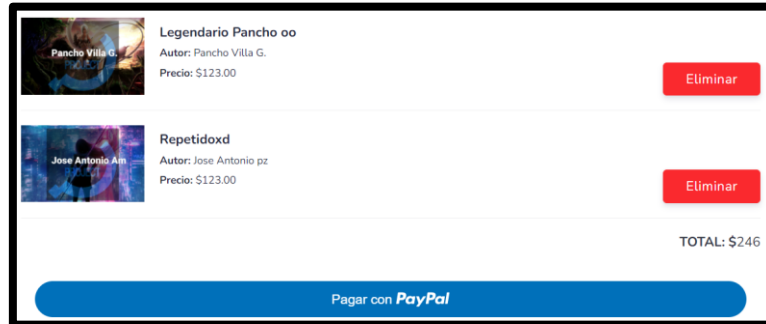 Pancho Villa G.
Legendario Pancho oo
Autor: Pancho Villa G.
Precio: $123.00
Eliminar
Jose Antonio Am
Repetidoxd
Autor: Jose Antonio pz
Precio: $123.00
Eliminar
TOTAL: $246
Pagar con PayPal